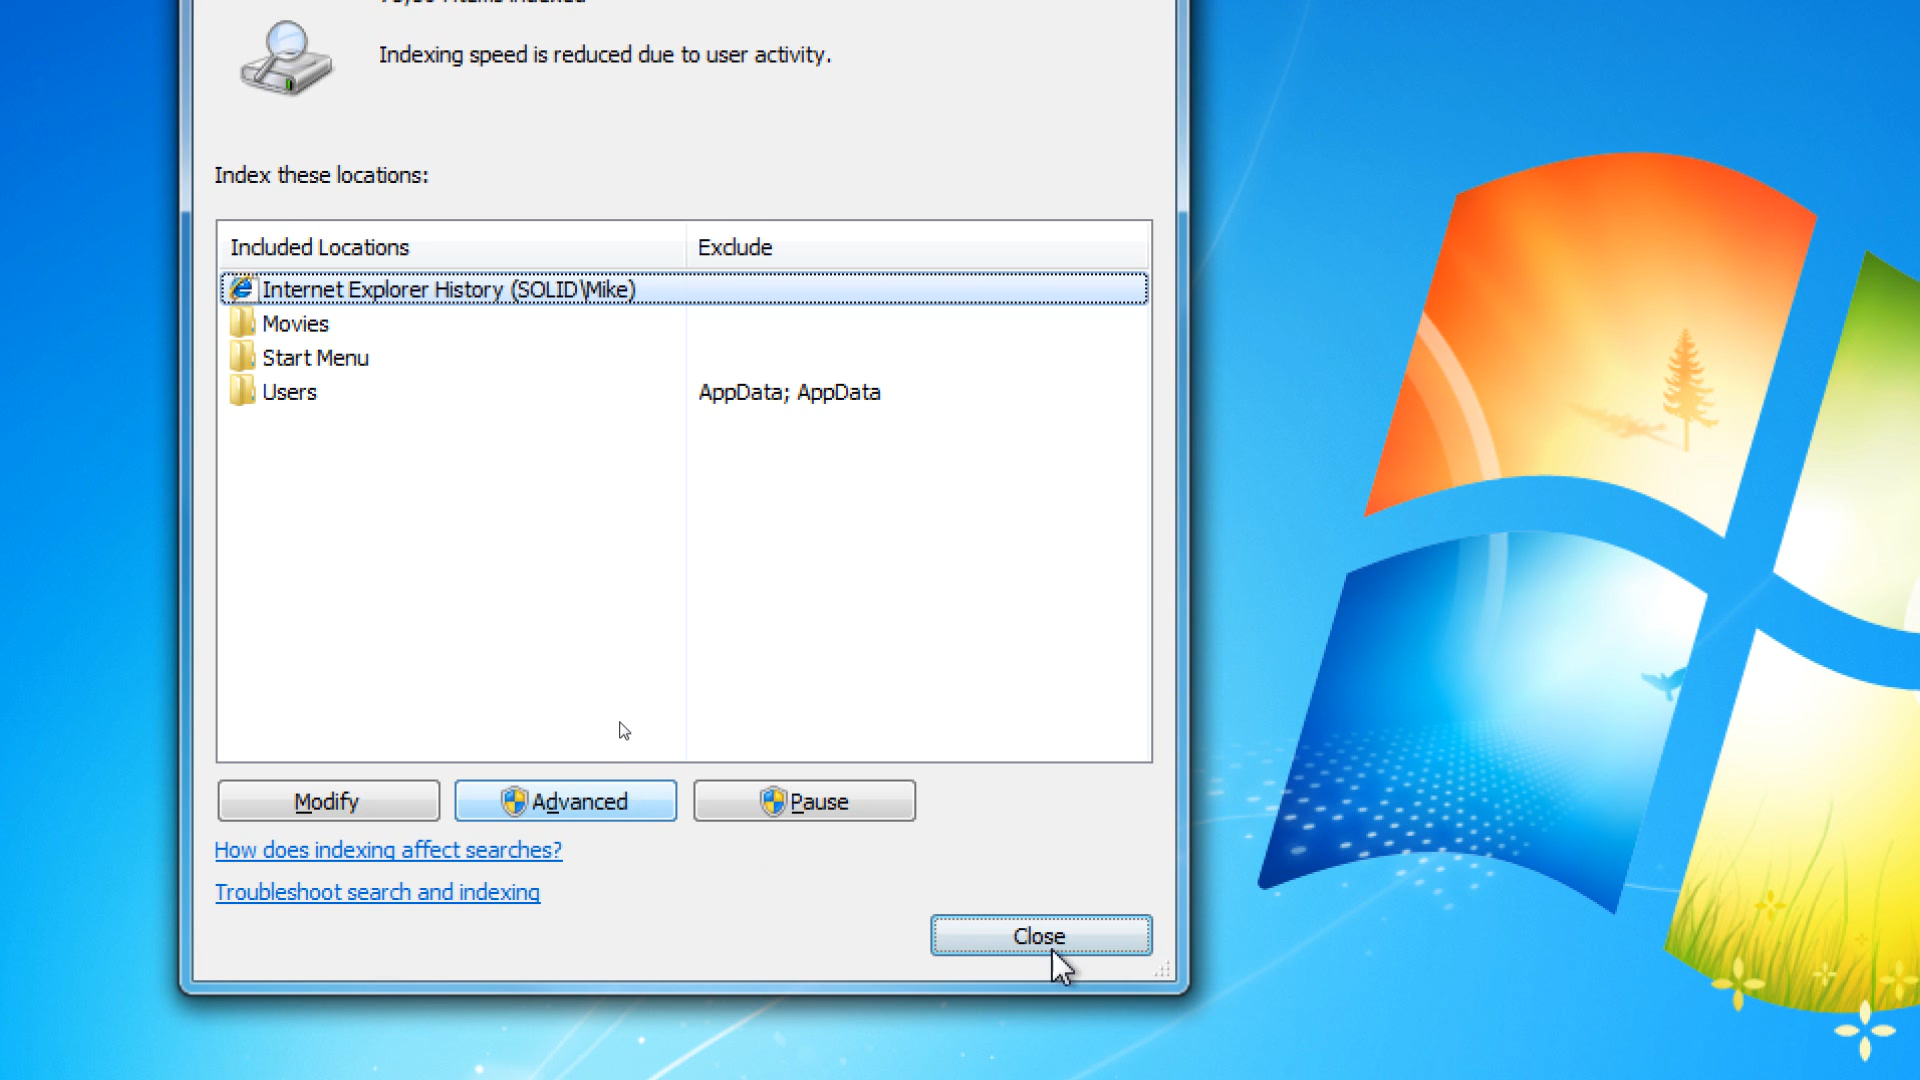 Indexing speed is reduced due to user activity.
Index these locations:
Included Locations Exclude
Internet Explorer History (SOLID\Mike)
Movies
Start Menu
Users AppData; AppData
Modify Advanced Pause
How does indexing affect searches?
Troubleshoot search and indexing
Close